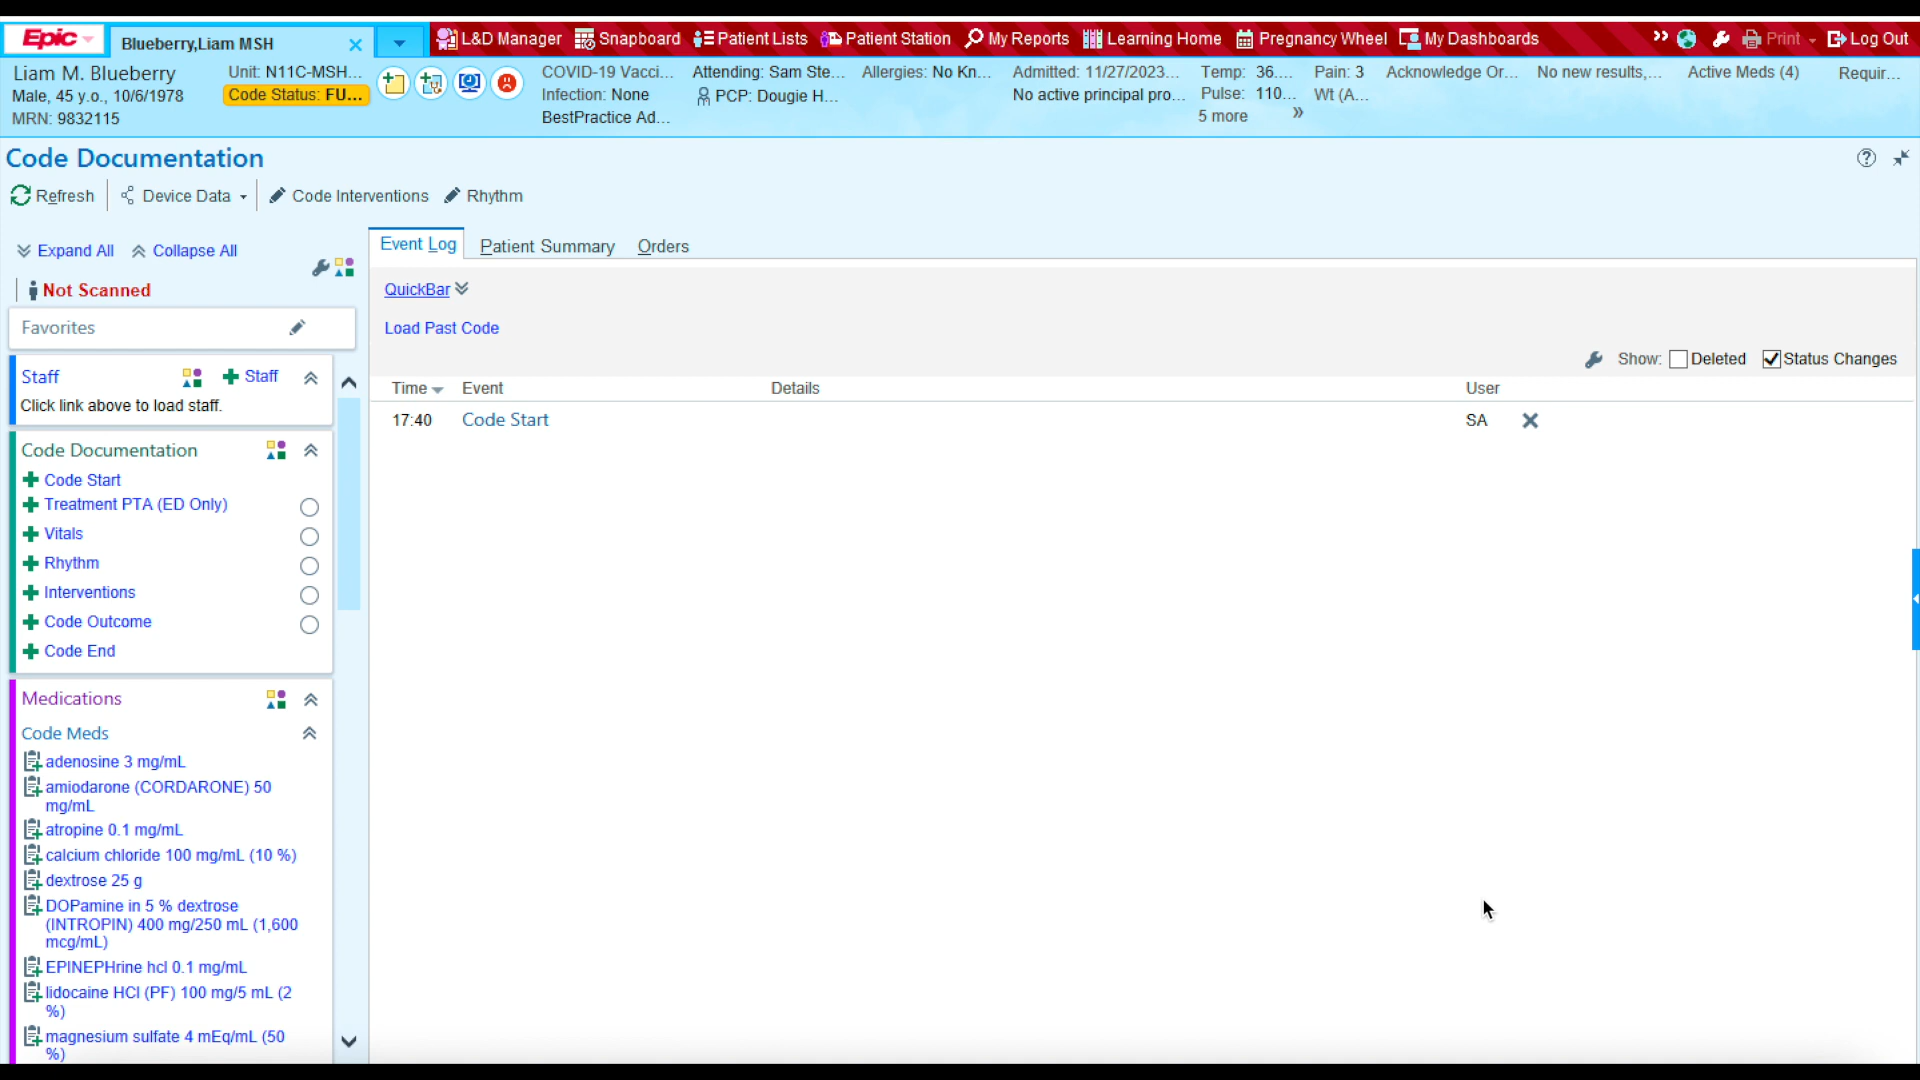 Epic
Blueberry,Liam MSH
L&D Manager
Snapboard
Patient Lists
Patient Station
My Reports
Learning Home
Pregnancy Wheel
My Dashboards
Print
Log Out
Liam M. Blueberry
Male, 45 y.o., 10/6/1978
MRN: 9832115
Unit: N11C-MSH...
Code Status: FU...
COVID-19 Vacci...
Infection: None
BestPractice Ad...
Attending: Sam Ste...
PCP: Dougie H...
Allergies: No Kn...
Admitted: 11/27/2023...
No active principal pro...
Temp: 36....
Pulse: 110...
5 more
Pain: 3
Wt (A...
Acknowledge Or...
No new results,...
Active Meds (4)
Requir...
Code Documentation
Refresh
Device Data
Code Interventions
Rhythm
Expand All
Collapse All
Not Scanned
Favorites
Staff
Staff
Click link above to load staff.
Code Documentation
Code Start
Treatment PTA (ED Only)
Vitals
Rhythm
Interventions
Code Outcome
Code End
Medications
Code Meds
adenosine 3 mg/mL
amiodarone (CORDARONE) 50
mg/mL
atropine 0.1 mg/mL
calcium chloride 100 mg/mL (10 %)
dextrose 25 g
DOPamine in 5 % dextrose
(INTROPIN) 400 mg/250 mL (1,600
mcg/mL)
EPINEPHrine hcl 0.1 mg/mL
lidocaine HCl (PF) 100 mg/5 mL (2
%)
magnesium sulfate 4 mEq/mL (50
%)
Event Log
Patient Summary
Orders
QuickBar
Load Past Code
Show:
Deleted
Status Changes
Time Event Details User
17:40 Code Start SA